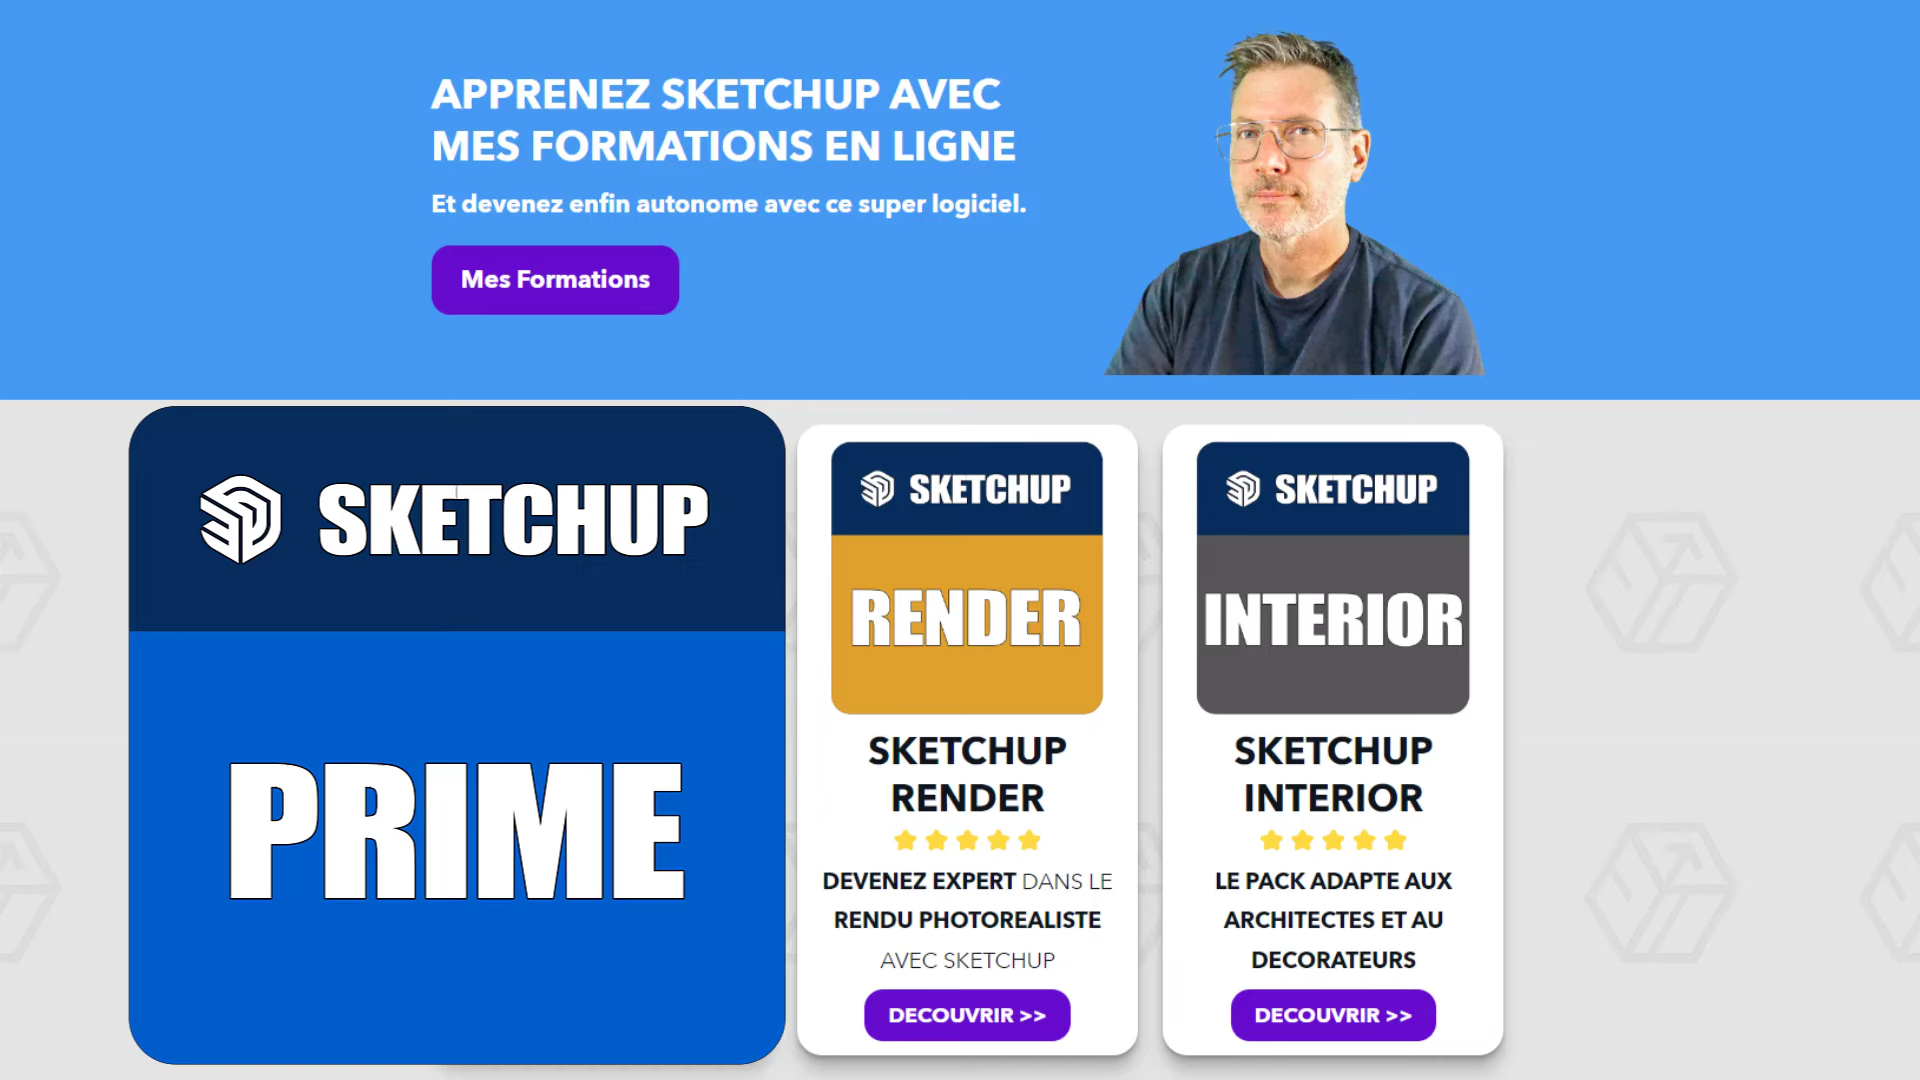 APPRENEZ SKETCHUP AVEC
MES FORMATIONS EN LIGNE
Et devenez enfin autonome avec ce super logiciel.
Mes Formations
SKETCHUP
PRIME
SKETCHUP
RENDER
SKETCHUP
RENDER
DEVENEZ EXPERT DANS LE
RENDU PHOTOREALISTE
AVEC SKETCHUP
DECOUVRIR >>
SKETCHUP
INTERIOR
SKETCHUP
INTERIOR
LE PACK ADAPTE AUX
ARCHITECTES ET AU
DECORATEURS
DECOUVRIR >>